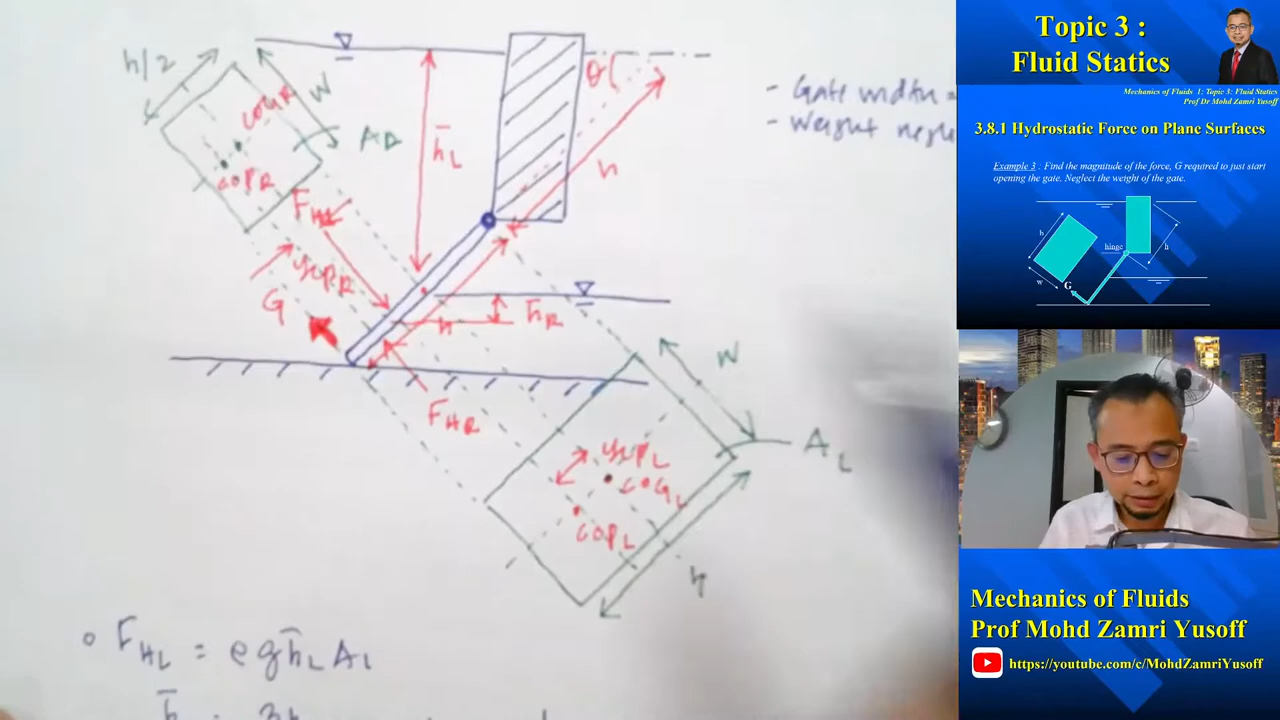 h/2
W
COGR
AR
COPR
FHL
yCPR
G
h̄L
θ
h
- Gate width =
- Weight negle
h
h̄R
FHR
W
AL
yCPL
COGL
COPL
h
FHL = ρgh̄LAL
Topic 3 :
Fluid Statics
Mechanics of Fluids 1: Topic 3: Fluid Statics
Prof Dr Mohd Zamri Yusoff
3.8.1 Hydrostatic Force on Plane Surfaces
Example 3 : Find the magnitude of the force, G required to just start
opening the gate. Neglect the weight of the gate.
h
hinge
h
w
G
Mechanics of Fluids
Prof Mohd Zamri Yusoff
https://youtube.com/c/MohdZamriYusoff